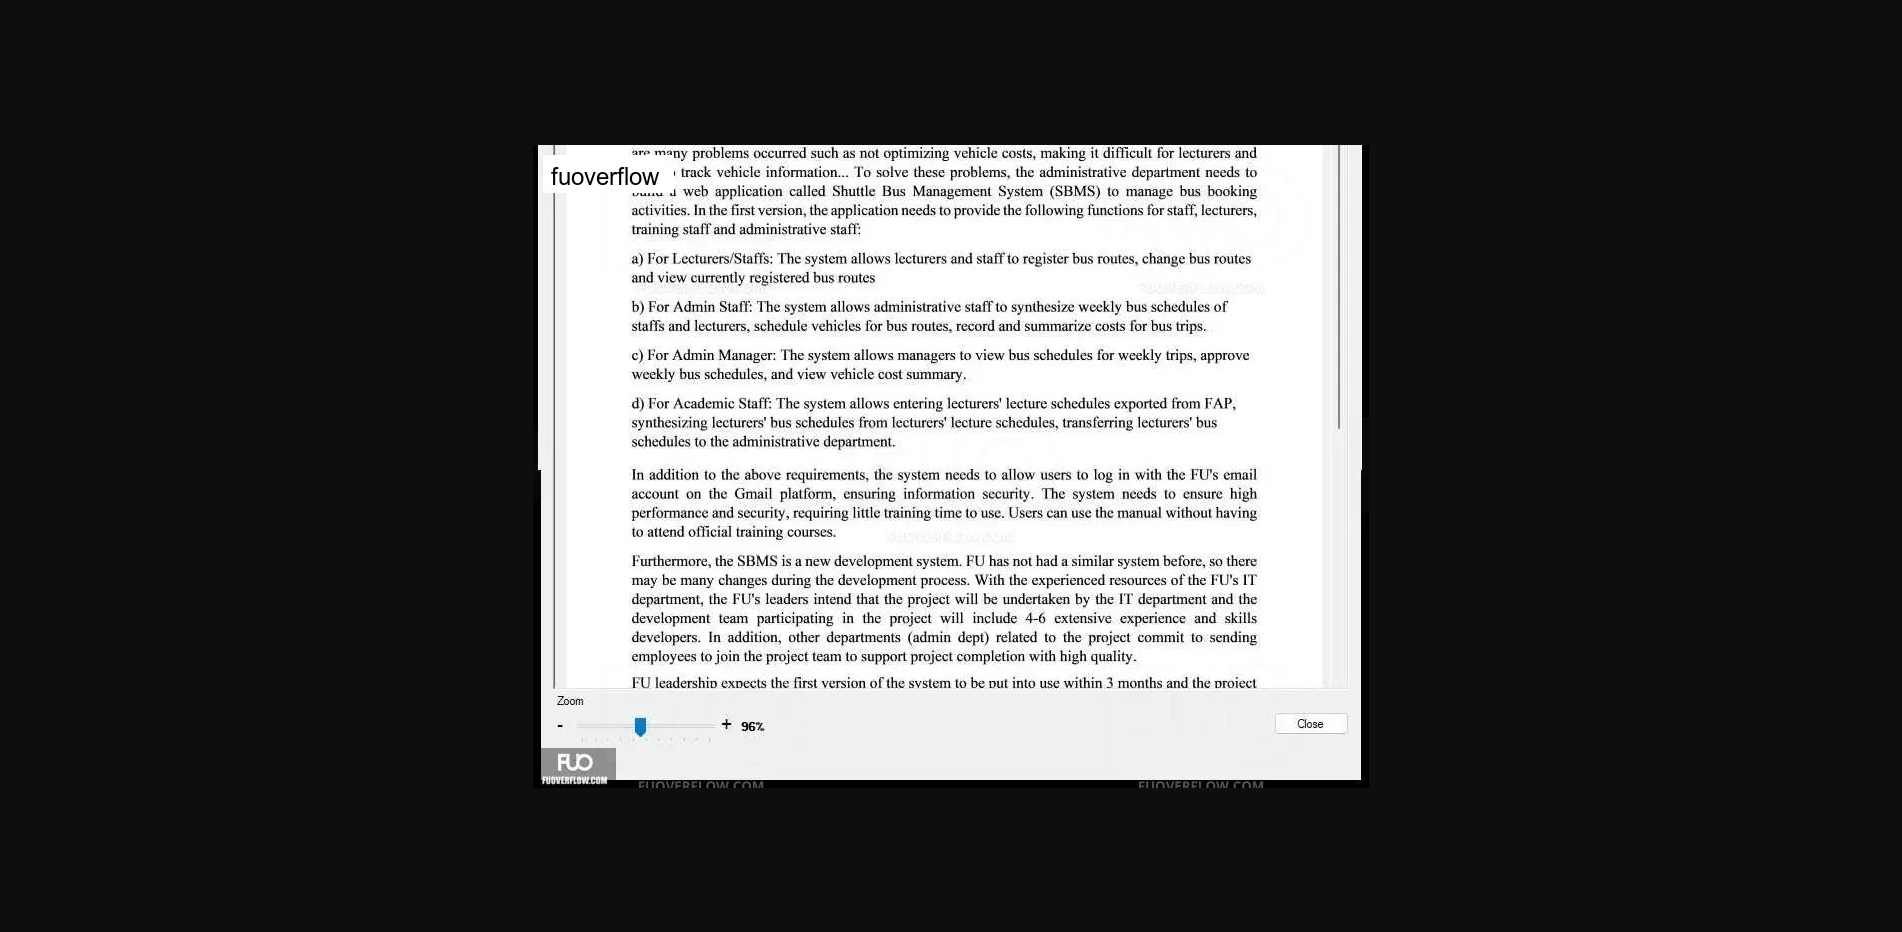 are many problems occurred such as not optimizing vehicle costs, making it difficult for lecturers and
fuoverflow
track vehicle information... To solve these problems, the administrative department needs to
build a web application called Shuttle Bus Management System (SBMS) to manage bus booking
activities. In the first version, the application needs to provide the following functions for staff, lecturers,
training staff and administrative staff:
a) For Lecturers/Staffs: The system allows lecturers and staff to register bus routes, change bus routes
and view currently registered bus routes
FUOVERFLOW.COM
b) For Admin Staff: The system allows administrative staff to synthesize weekly bus schedules of
staffs and lecturers, schedule vehicles for bus routes, record and summarize costs for bus trips.
c) For Admin Manager: The system allows managers to view bus schedules for weekly trips, approve
weekly bus schedules, and view vehicle cost summary.
d) For Academic Staff: The system allows entering lecturers' lecture schedules exported from FAP,
synthesizing lecturers' bus schedules from lecturers' lecture schedules, transferring lecturers' bus
schedules to the administrative department.
In addition to the above requirements, the system needs to allow users to log in with the FU's email
account on the Gmail platform, ensuring information security. The system needs to ensure high
performance and security, requiring little training time to use. Users can use the manual without having
to attend official training courses.
FUOVERFLOW.COM
Furthermore, the SBMS is a new development system. FU has not had a similar system before, so there
may be many changes during the development process. With the experienced resources of the FU's IT
department, the FU's leaders intend that the project will be undertaken by the IT department and the
development team participating in the project will include 4-6 extensive experience and skills
developers. In addition, other departments (admin dept) related to the project commit to sending
employees to join the project team to support project completion with high quality.
FU leadership expects the first version of the system to be put into use within 3 months and the project
Zoom
- + 96%
Close
FUO
FUOVERFLOW.COM
FUOVERFLOW.COM
FUOVERFLOW.COM